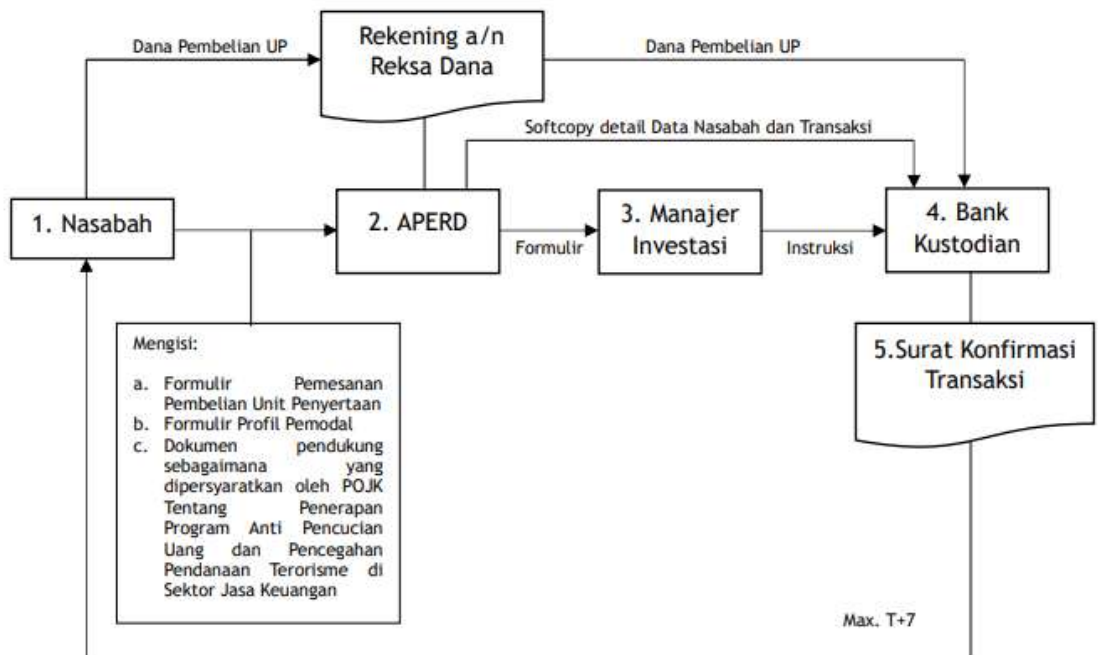 Dana Pembelian UP
Rekening a/n
Reksa Dana
Dana Pembelian UP
Softcopy detail Data Nasabah dan Transaksi
1. Nasabah
2. APERD
Formulir
3. Manajer
Investasi
Instruksi
4. Bank
Kustodian
Mengisi:
a. Formulir Pemesanan
Pembelian Unit Penyertaan
b. Formulir Profil Pemodal
c. Dokumen pendukung
sebagaimana yang
dipersyaratkan oleh POJK
Tentang Penerapan
Program Anti Pencucian
Uang dan Pencegahan
Pendanaan Terorisme di
Sektor Jasa Keuangan
5.Surat Konfirmasi
Transaksi
Max. T+7